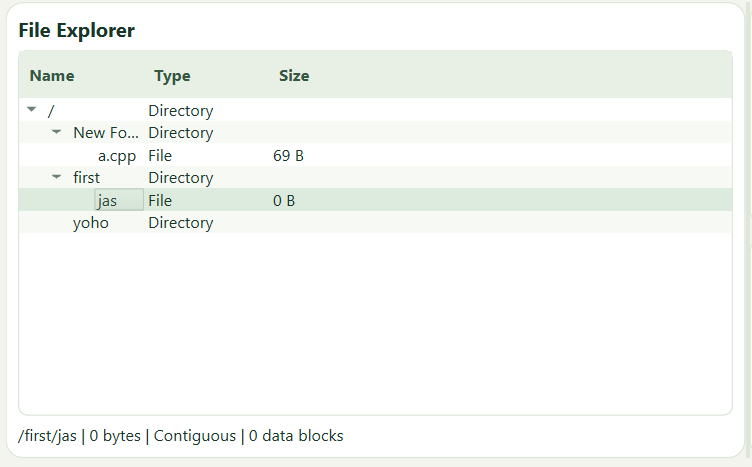 File Explorer
Name Type Size
/ Directory
New Fo... Directory
a.cpp File 69 B
first Directory
jas File 0 B
yoho Directory
/first/jas | 0 bytes | Contiguous | 0 data blocks